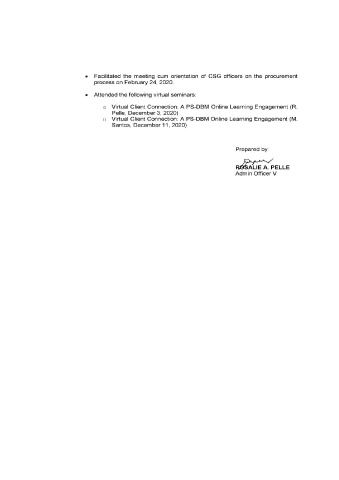 • Facilitated the meeting cum orientation of CSG officers on the procurement
process on February 24, 2020.
• Attended the following virtual seminars:
o Virtual Client Connection: A PS-DBM Online Learning Engagement (R.
Pelle, December 3, 2020)
o Virtual Client Connection: A PS-DBM Online Learning Engagement (M.
Santos, December 11, 2020)
Prepared by:
ROSALIE A. PELLE
Admin Officer V